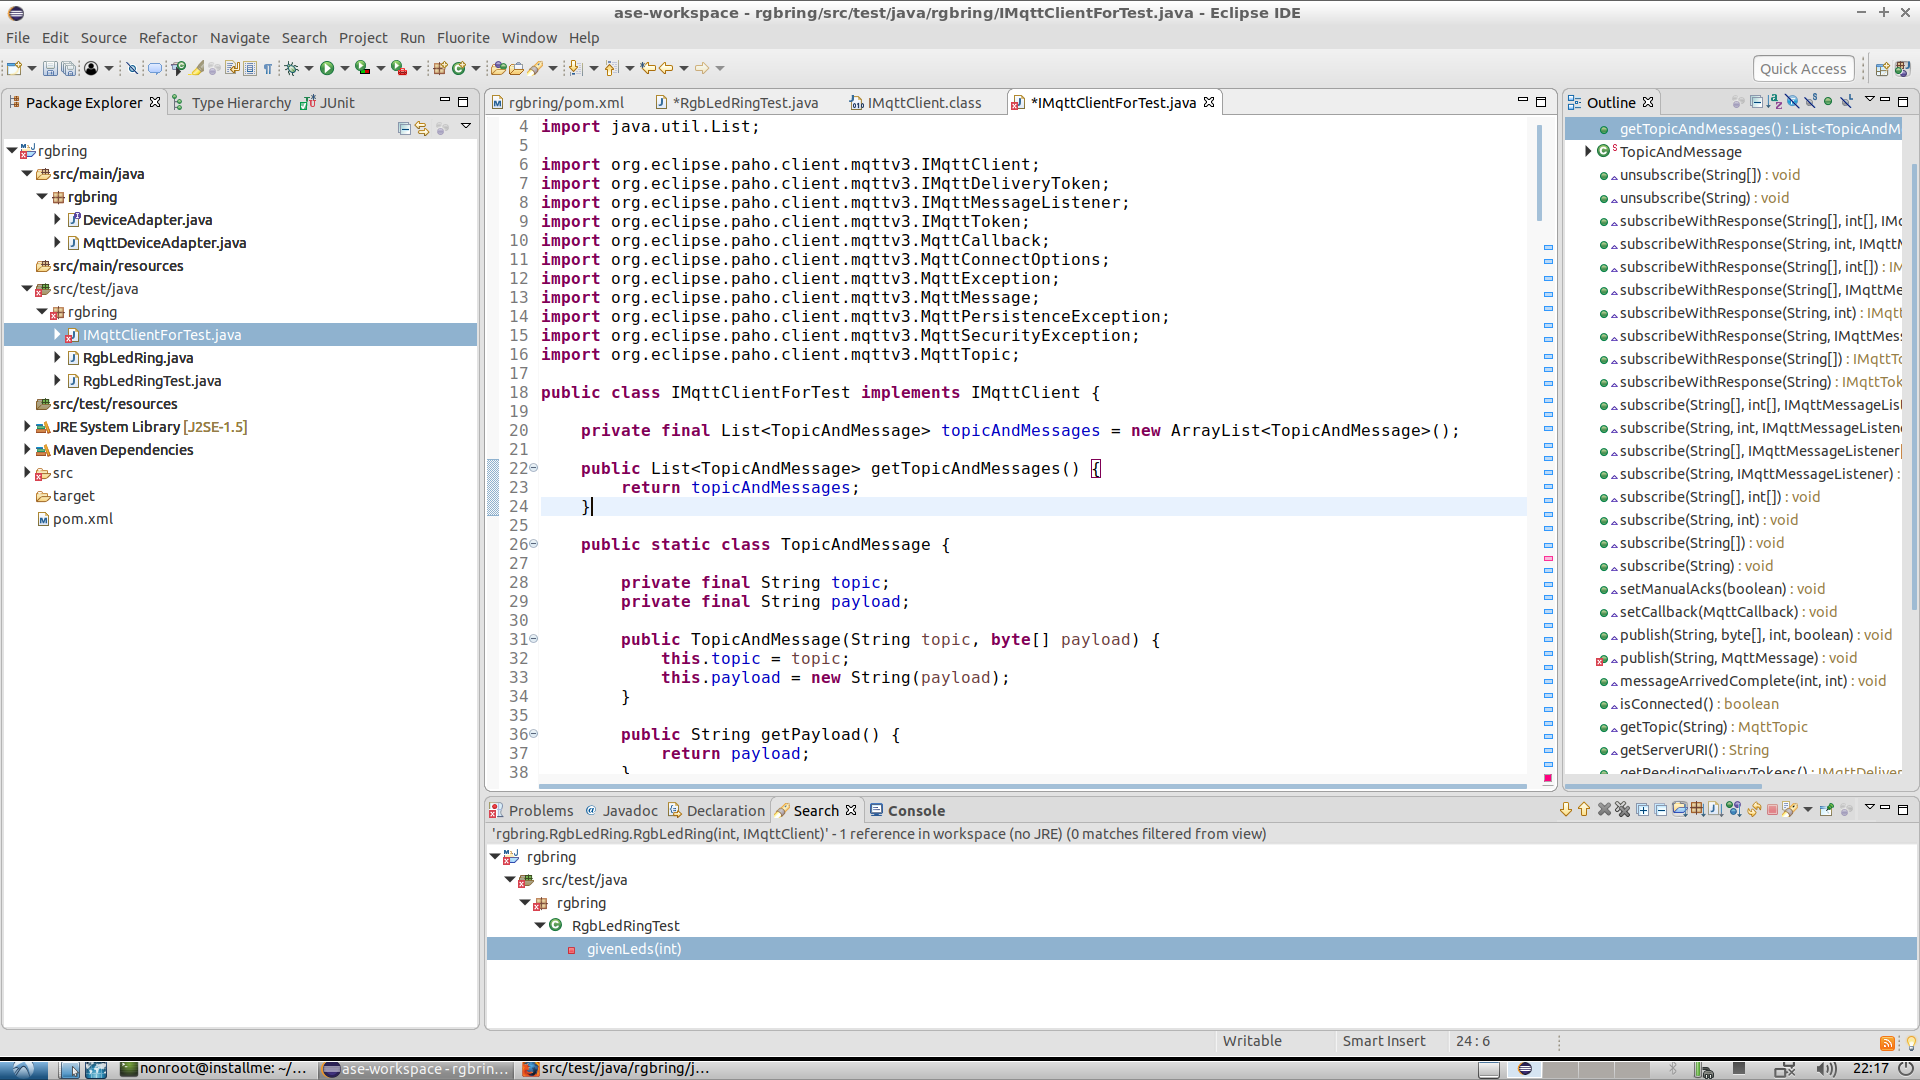 ase-workspace - rgbring/src/test/java/rgbring/IMqttClientForTest.java - Eclipse IDE
File Edit Source Refactor Navigate Search Project Run Fluorite Window Help
Quick Access
Package Explorer Type Hierarchy JUnit
rgbring
src/main/java
rgbring
DeviceAdapter.java
MqttDeviceAdapter.java
src/main/resources
src/test/java
rgbring
IMqttClientForTest.java
RgbLedRing.java
RgbLedRingTest.java
src/test/resources
JRE System Library [J2SE-1.5]
Maven Dependencies
src
target
pom.xml
rgbring/pom.xml *RgbLedRingTest.java IMqttClient.class *IMqttClientForTest.java
4 import java.util.List;
5
6 import org.eclipse.paho.client.mqttv3.IMqttClient;
7 import org.eclipse.paho.client.mqttv3.IMqttDeliveryToken;
8 import org.eclipse.paho.client.mqttv3.IMqttMessageListener;
9 import org.eclipse.paho.client.mqttv3.IMqttToken;
10 import org.eclipse.paho.client.mqttv3.MqttCallback;
11 import org.eclipse.paho.client.mqttv3.MqttConnectOptions;
12 import org.eclipse.paho.client.mqttv3.MqttException;
13 import org.eclipse.paho.client.mqttv3.MqttMessage;
14 import org.eclipse.paho.client.mqttv3.MqttPersistenceException;
15 import org.eclipse.paho.client.mqttv3.MqttSecurityException;
16 import org.eclipse.paho.client.mqttv3.MqttTopic;
17
18 public class IMqttClientForTest implements IMqttClient {
19
20 private final List<TopicAndMessage> topicAndMessages = new ArrayList<TopicAndMessage>();
21
22 public List<TopicAndMessage> getTopicAndMessages() {
23 return topicAndMessages;
24 }
25
26 public static class TopicAndMessage {
27
28 private final String topic;
29 private final String payload;
30
31 public TopicAndMessage(String topic, byte[] payload) {
32 this.topic = topic;
33 this.payload = new String(payload);
34 }
35
36 public String getPayload() {
37 return payload;
38 }
Outline
getTopicAndMessages() : List<TopicAndM
TopicAndMessage
unsubscribe(String[]) : void
unsubscribe(String) : void
subscribeWithResponse(String[], int[], IMq
subscribeWithResponse(String, int, IMqttM
subscribeWithResponse(String[], int[]) : IM
subscribeWithResponse(String[], IMqttMe
subscribeWithResponse(String, int) : IMqtt
subscribeWithResponse(String, IMqttMess
subscribeWithResponse(String[]) : IMqttTo
subscribeWithResponse(String) : IMqttTok
subscribe(String[], int[], IMqttMessageList
subscribe(String, int, IMqttMessageListene
subscribe(String[], IMqttMessageListener[
subscribe(String, IMqttMessageListener) :
subscribe(String[], int[]) : void
subscribe(String, int) : void
subscribe(String[]) : void
subscribe(String) : void
setManualAcks(boolean) : void
setCallback(MqttCallback) : void
publish(String, byte[], int, boolean) : void
publish(String, MqttMessage) : void
messageArrivedComplete(int, int) : void
isConnected() : boolean
getTopic(String) : MqttTopic
getServerURI() : String
getPendingDeliveryTokens() : IMqttDeliver
Problems @ Javadoc Declaration Search Console
'rgbring.RgbLedRing.RgbLedRing(int, IMqttClient)' - 1 reference in workspace (no JRE) (0 matches filtered from view)
rgbring
src/test/java
rgbring
RgbLedRingTest
givenLeds(int)
Writable Smart Insert 24 : 6
nonroot@installme: ~/... ase-workspace - rgbrin... src/test/java/rgbring/j... 22:17